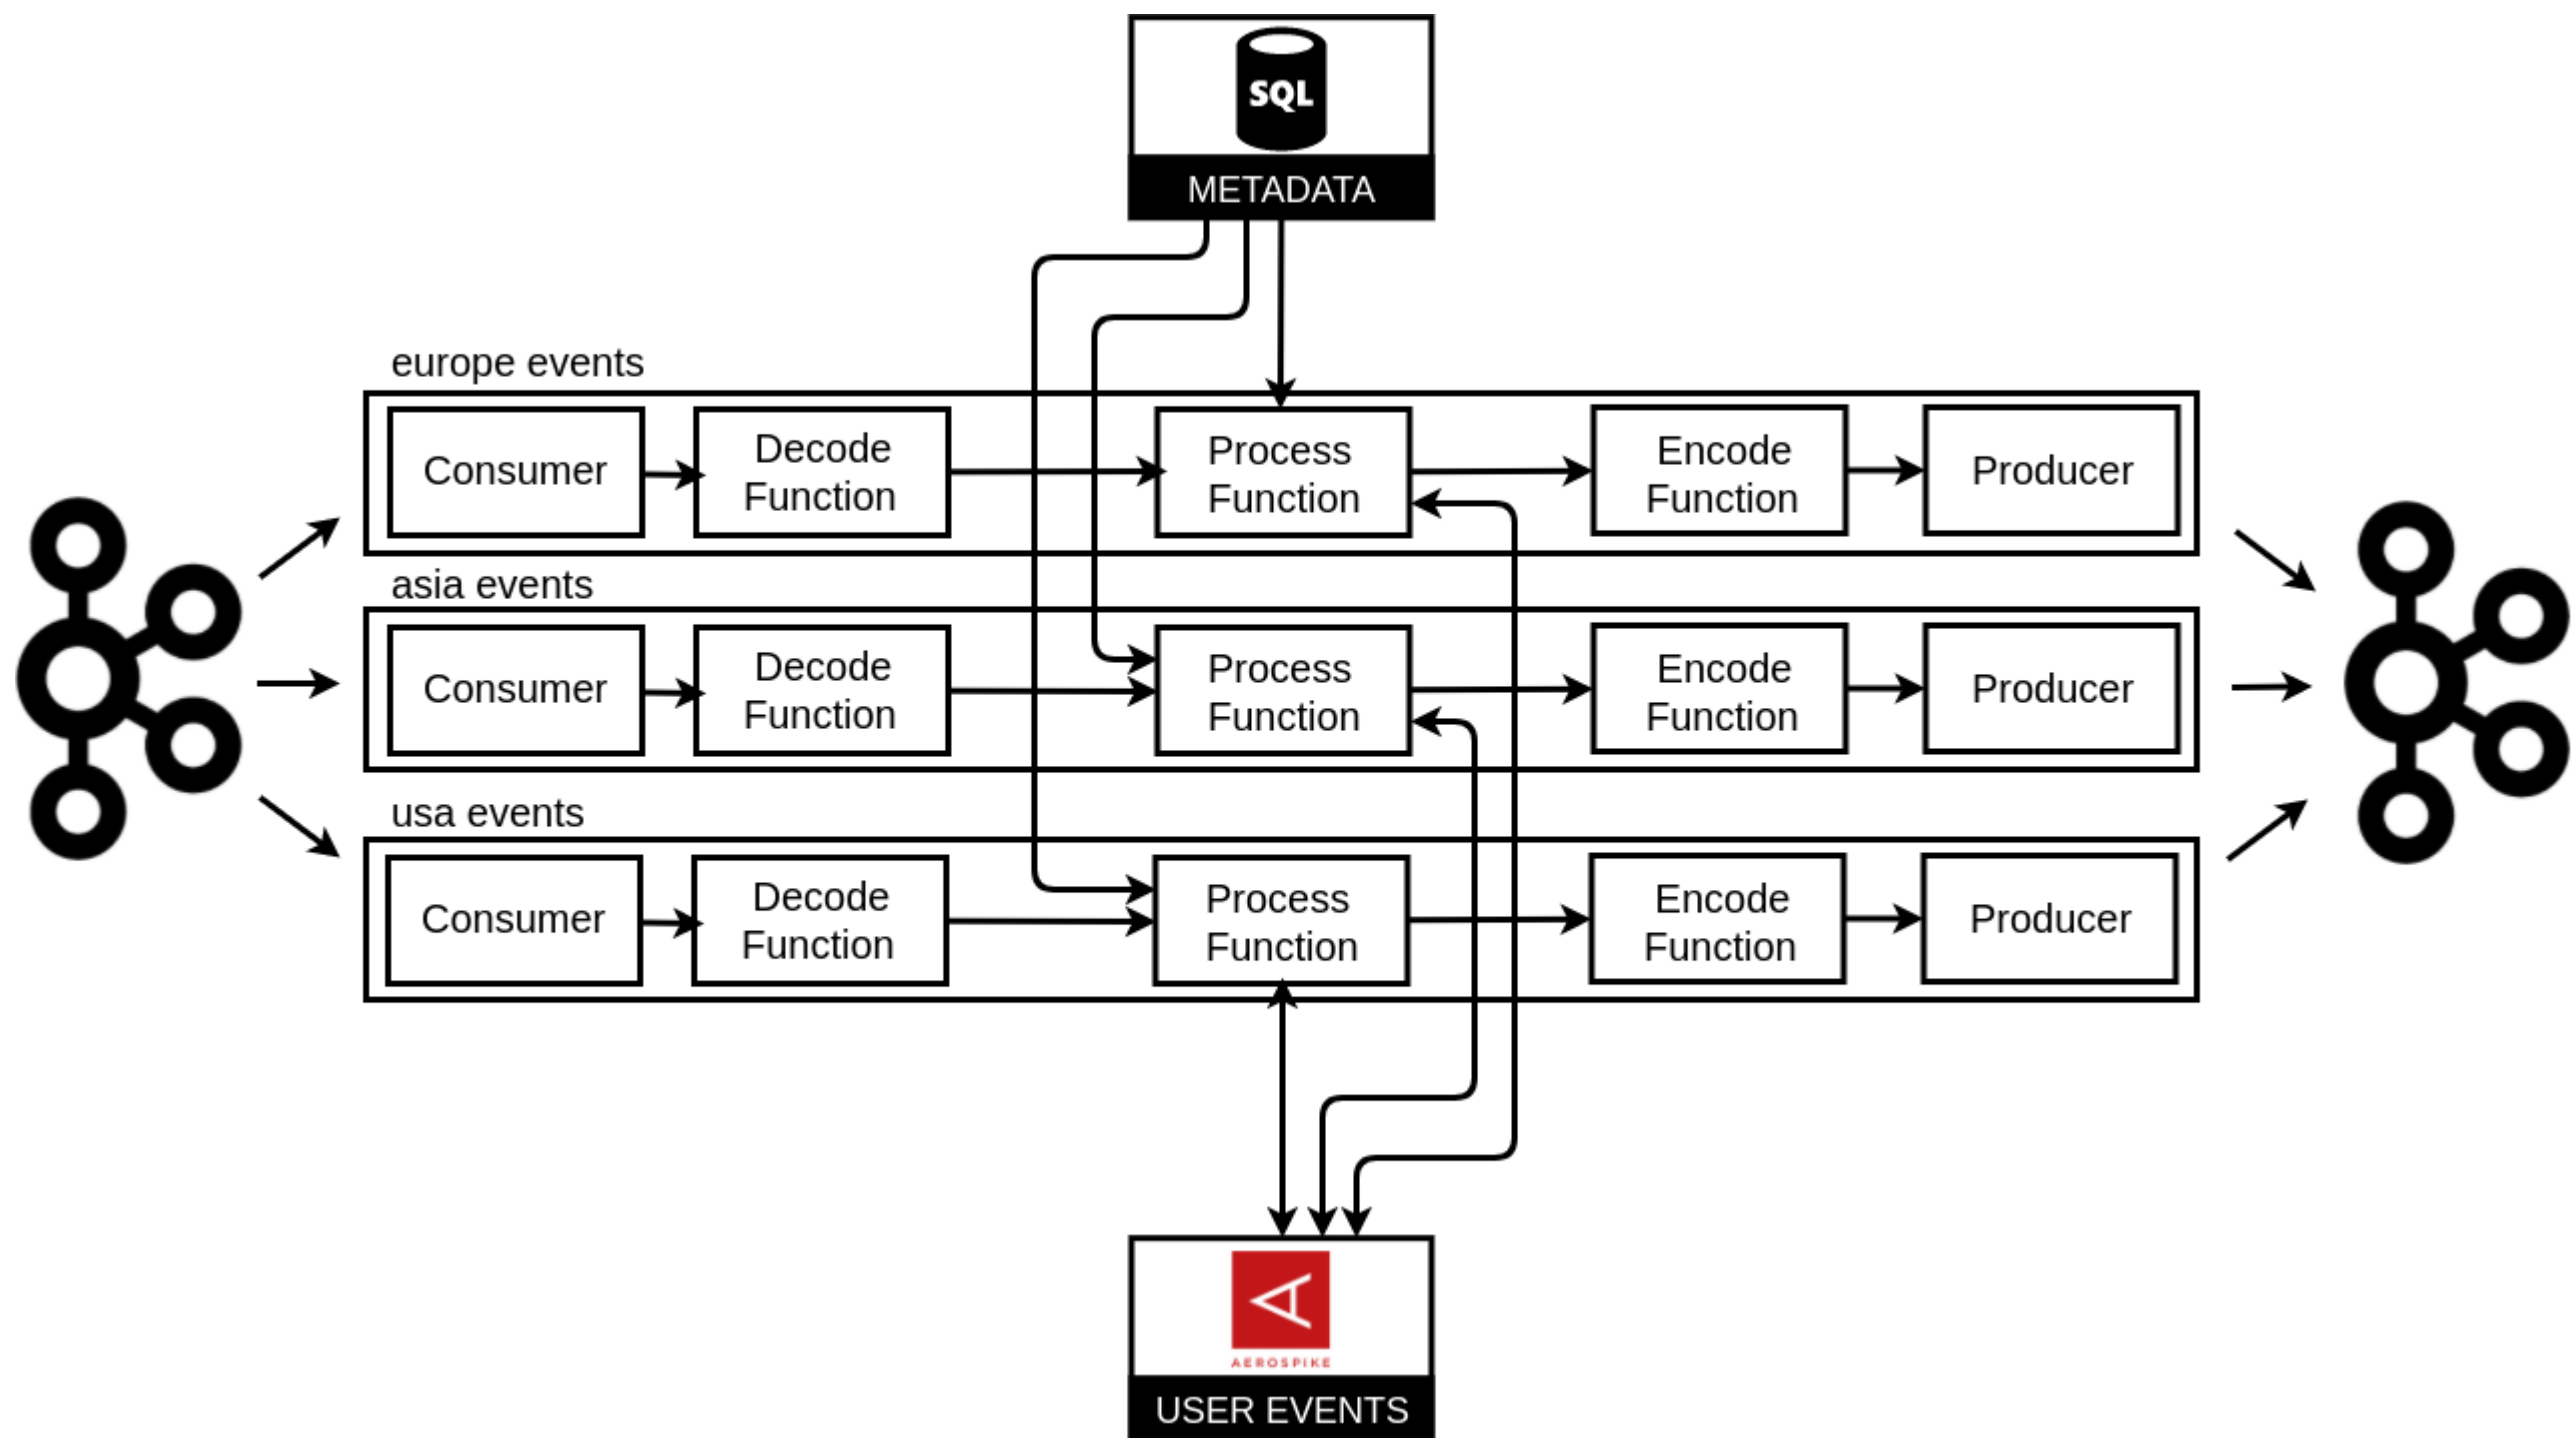 SQL
METADATA
europe events
Consumer
Decode
Function
Process
Function
Encode
Function
Producer
asia events
Consumer
Decode
Function
Process
Function
Encode
Function
Producer
usa events
Consumer
Decode
Function
Process
Function
Encode
Function
Producer
AEROSPIKE
USER EVENTS